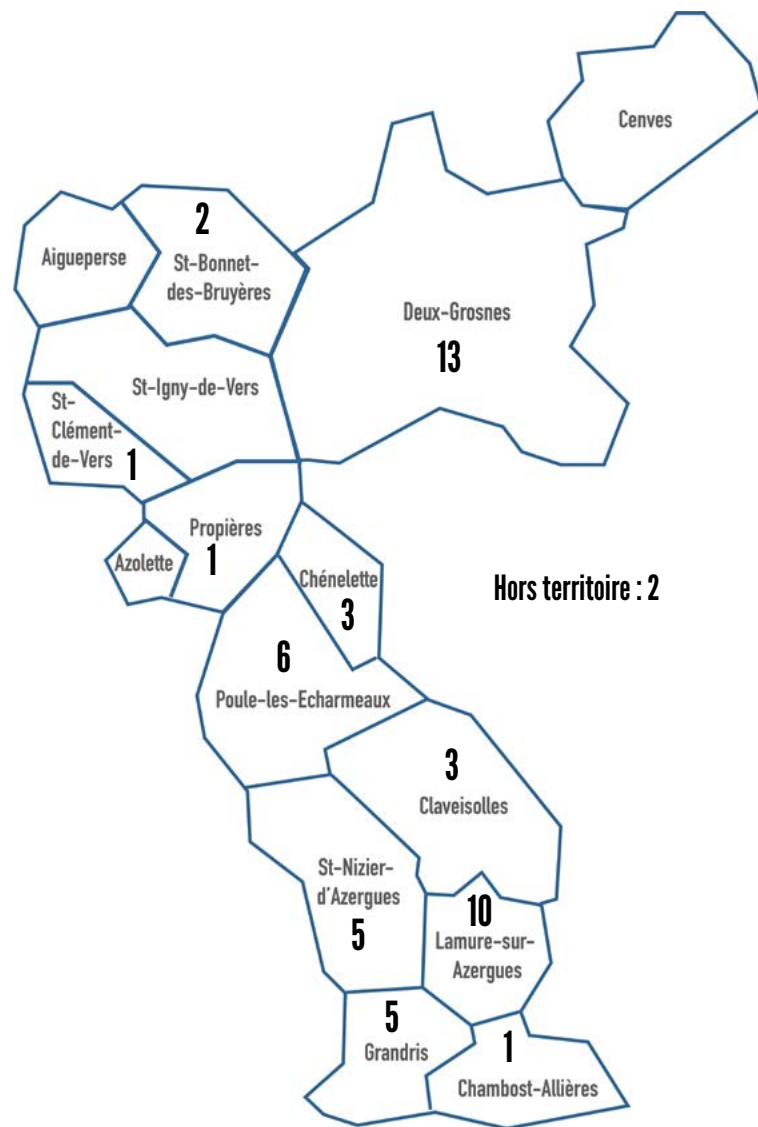 Cenves
2
Aigueperse
St-Bonnet-
des-Bruyères
Deux-Grosnes
13
St-Igny-de-Vers
St-
Clément-
de-Vers
1
Propières
1
Azolette
Chénelette
3
Hors territoire : 2
6
Poule-les-Echarmeaux
3
Claveisolles
St-Nizier-
d'Azergues
5
10
Lamure-sur-
Azergues
5
Grandris
1
Chambost-Allières